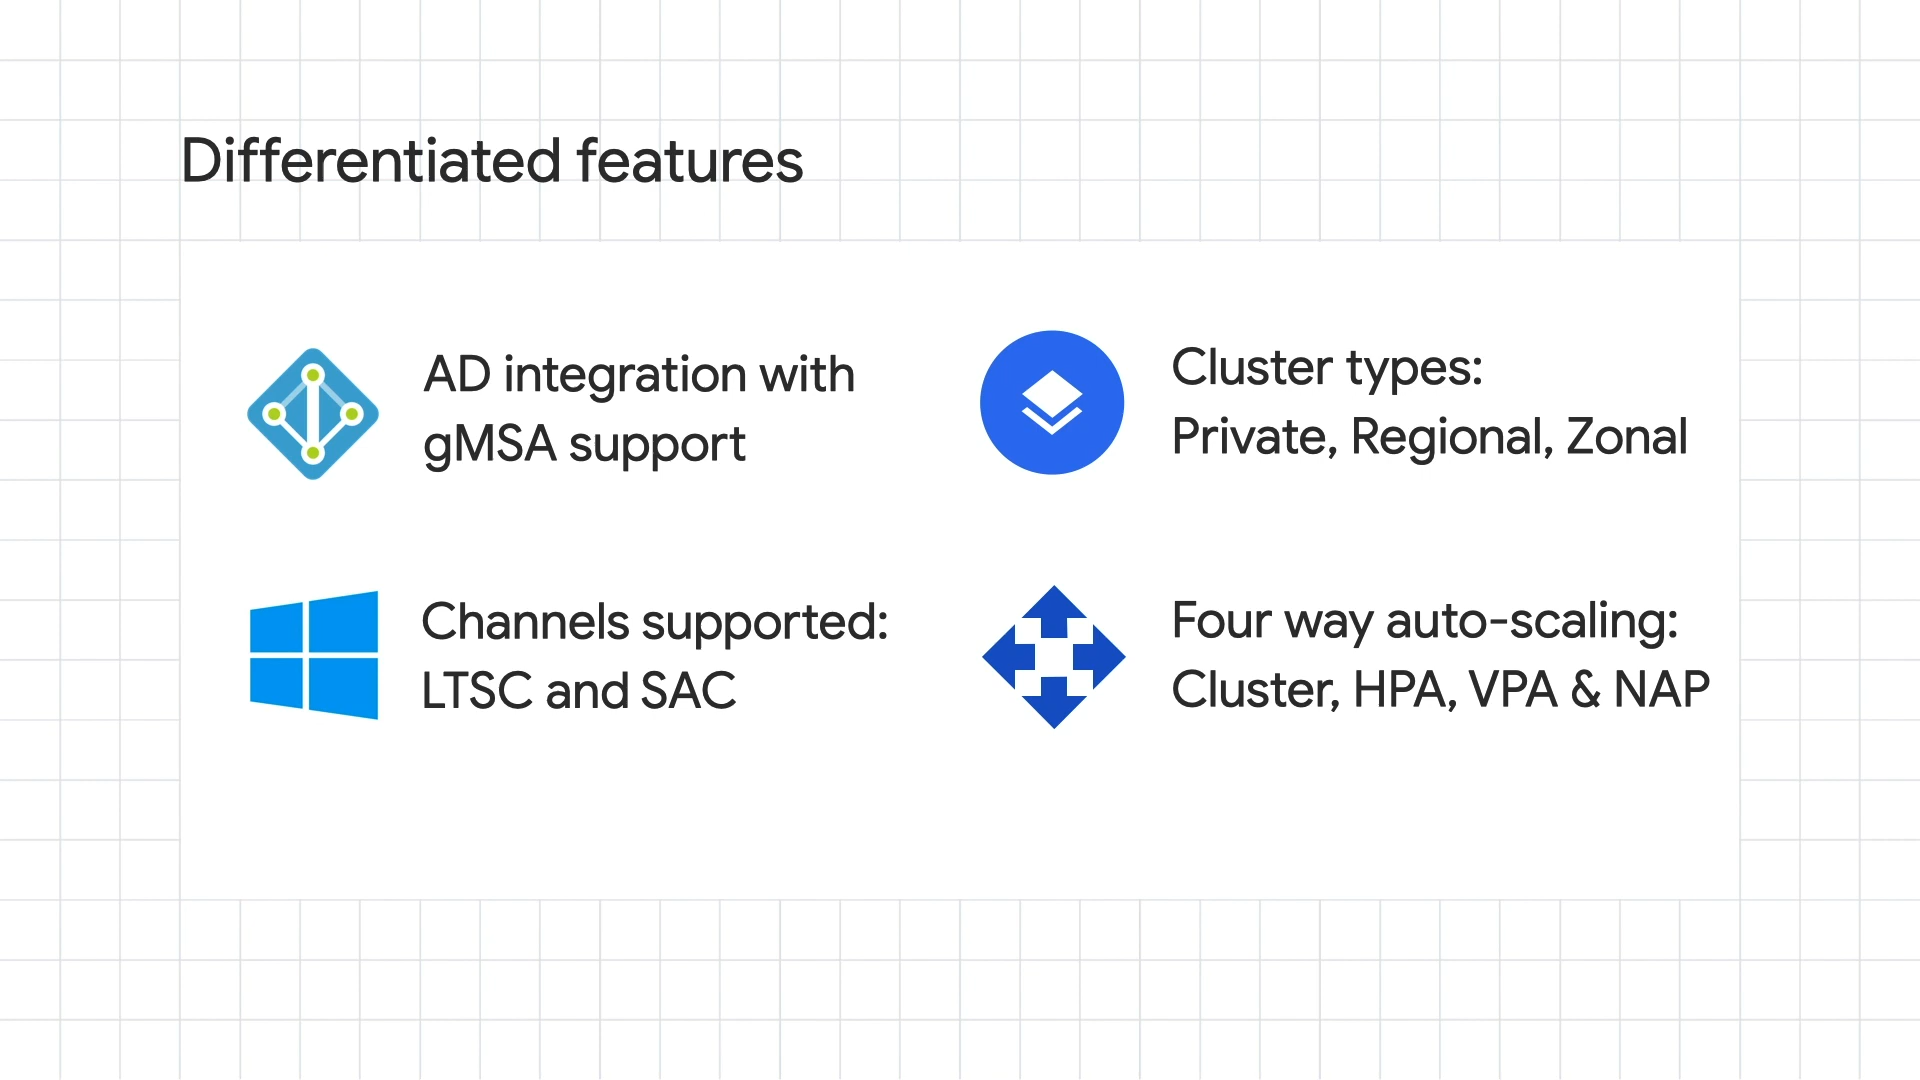 Differentiated features
AD integration with
gMSA support
Cluster types:
Private, Regional, Zonal
Channels supported:
LTSC and SAC
Four way auto-scaling:
Cluster, HPA, VPA & NAP